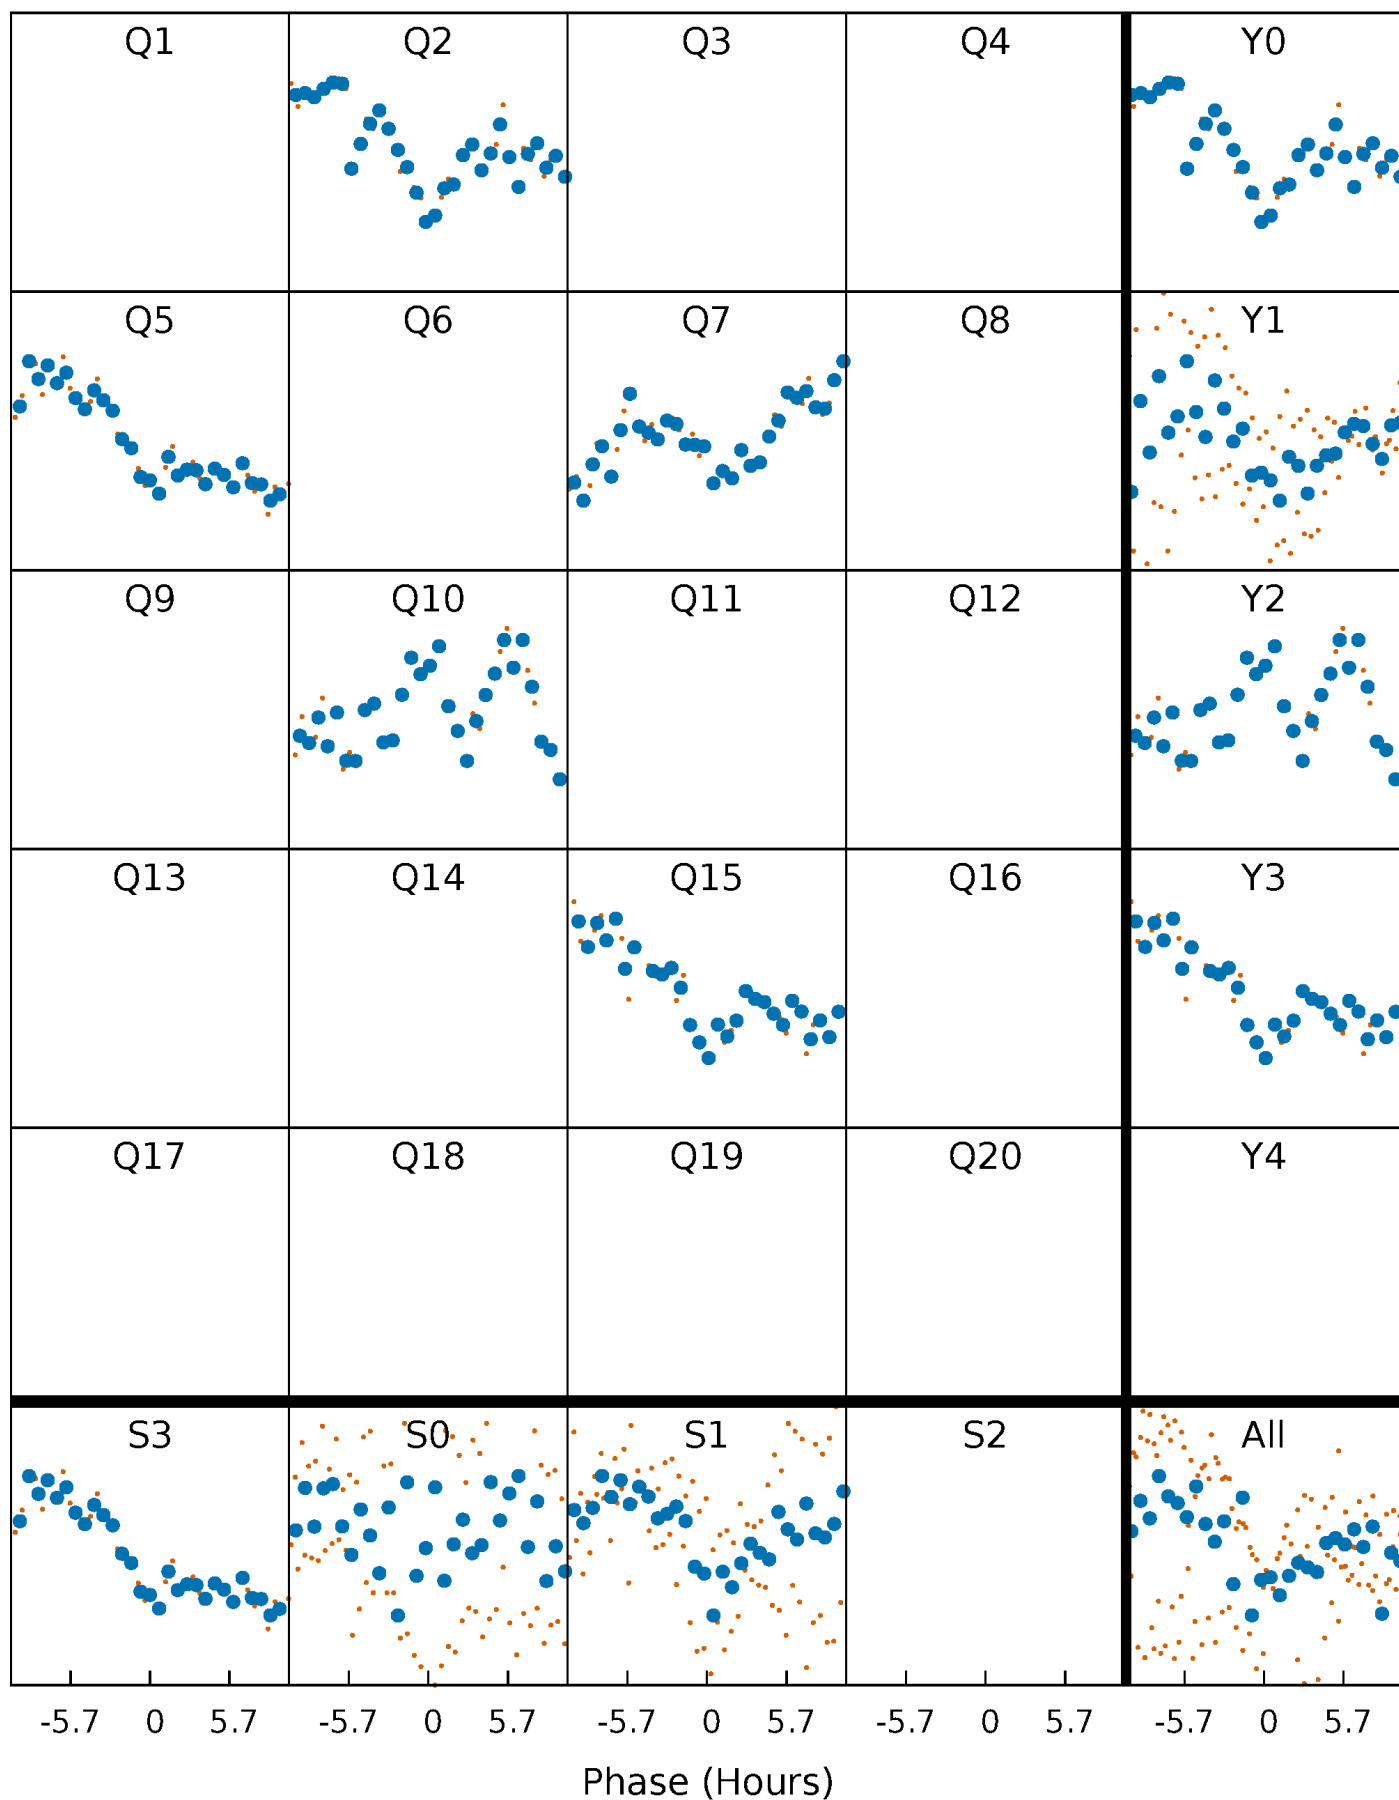 Q1 Q2 Q3 Q4 Y0
Q5 Q6 Q7 Q8 Y1
Q9 Q10 Q11 Q12 Y2
Q13 Q14 Q15 Q16 Y3
Q17 Q18 Q19 Q20 Y4
S3 S0 S1 S2 All
-5.7 0 5.7 -5.7 0 5.7 -5.7 0 5.7 -5.7 0 5.7 -5.7 0 5.7
Phase (Hours)